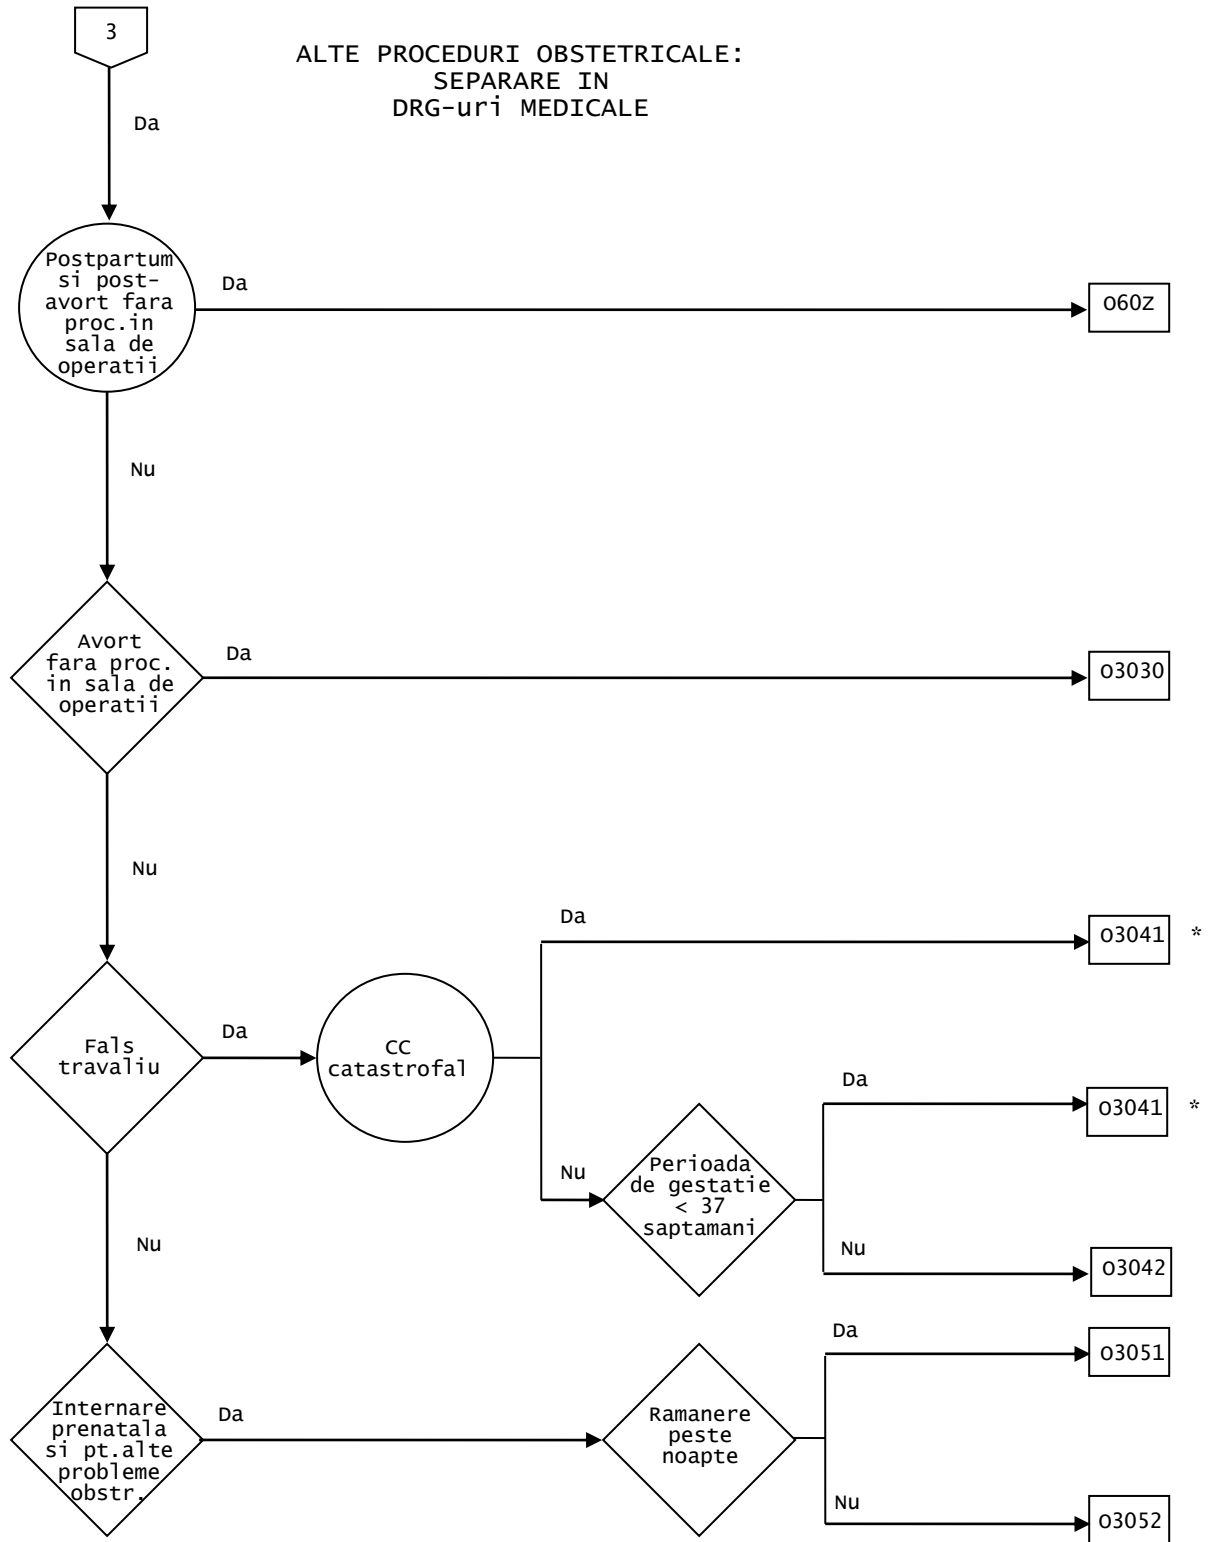 3
ALTE PROCEDURI OBSTETRICALE:
SEPARARE IN
DRG-uri MEDICALE
Da
Postpartum
si post-
avort fara
proc.in
sala de
operatii
Da
O60Z
Nu
Avort
fara proc.
in sala de
operatii
Da
O3030
Nu
Fals
travaliu
Da
CC
catastrofal
Da
O3041 *
Nu
Perioada
de gestatie
< 37
saptamani
Da
O3041 *
Nu
O3042
Nu
Internare
prenatala
si pt.alte
probleme
obstr.
Da
Ramanere
peste
noapte
Da
O3051
Nu
O3052